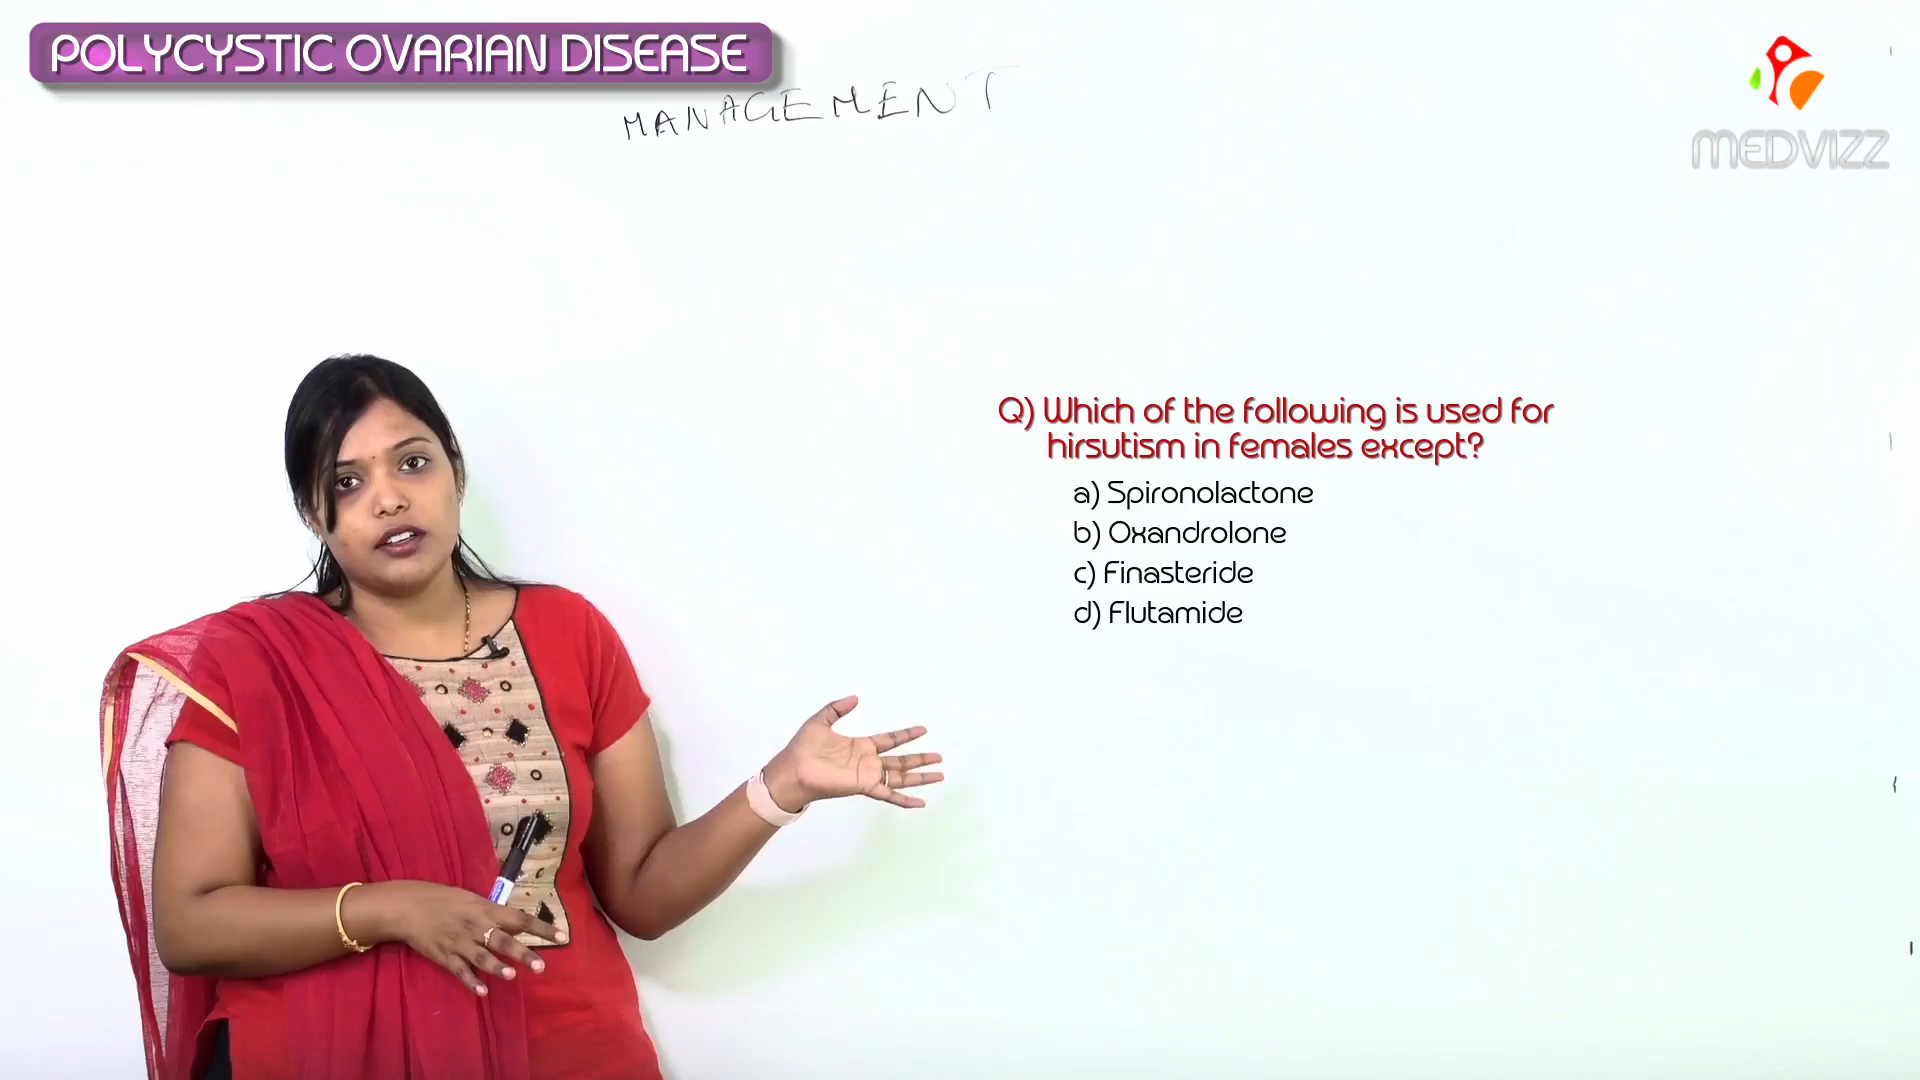 POLYCYSTIC OVARIAN DISEASE
MANAGEMENT
MEDVIZZ
Q) Which of the following is used for
hirsutism in females except?
a) Spironolactone
b) Oxandrolone
c) Finasteride
d) Flutamide